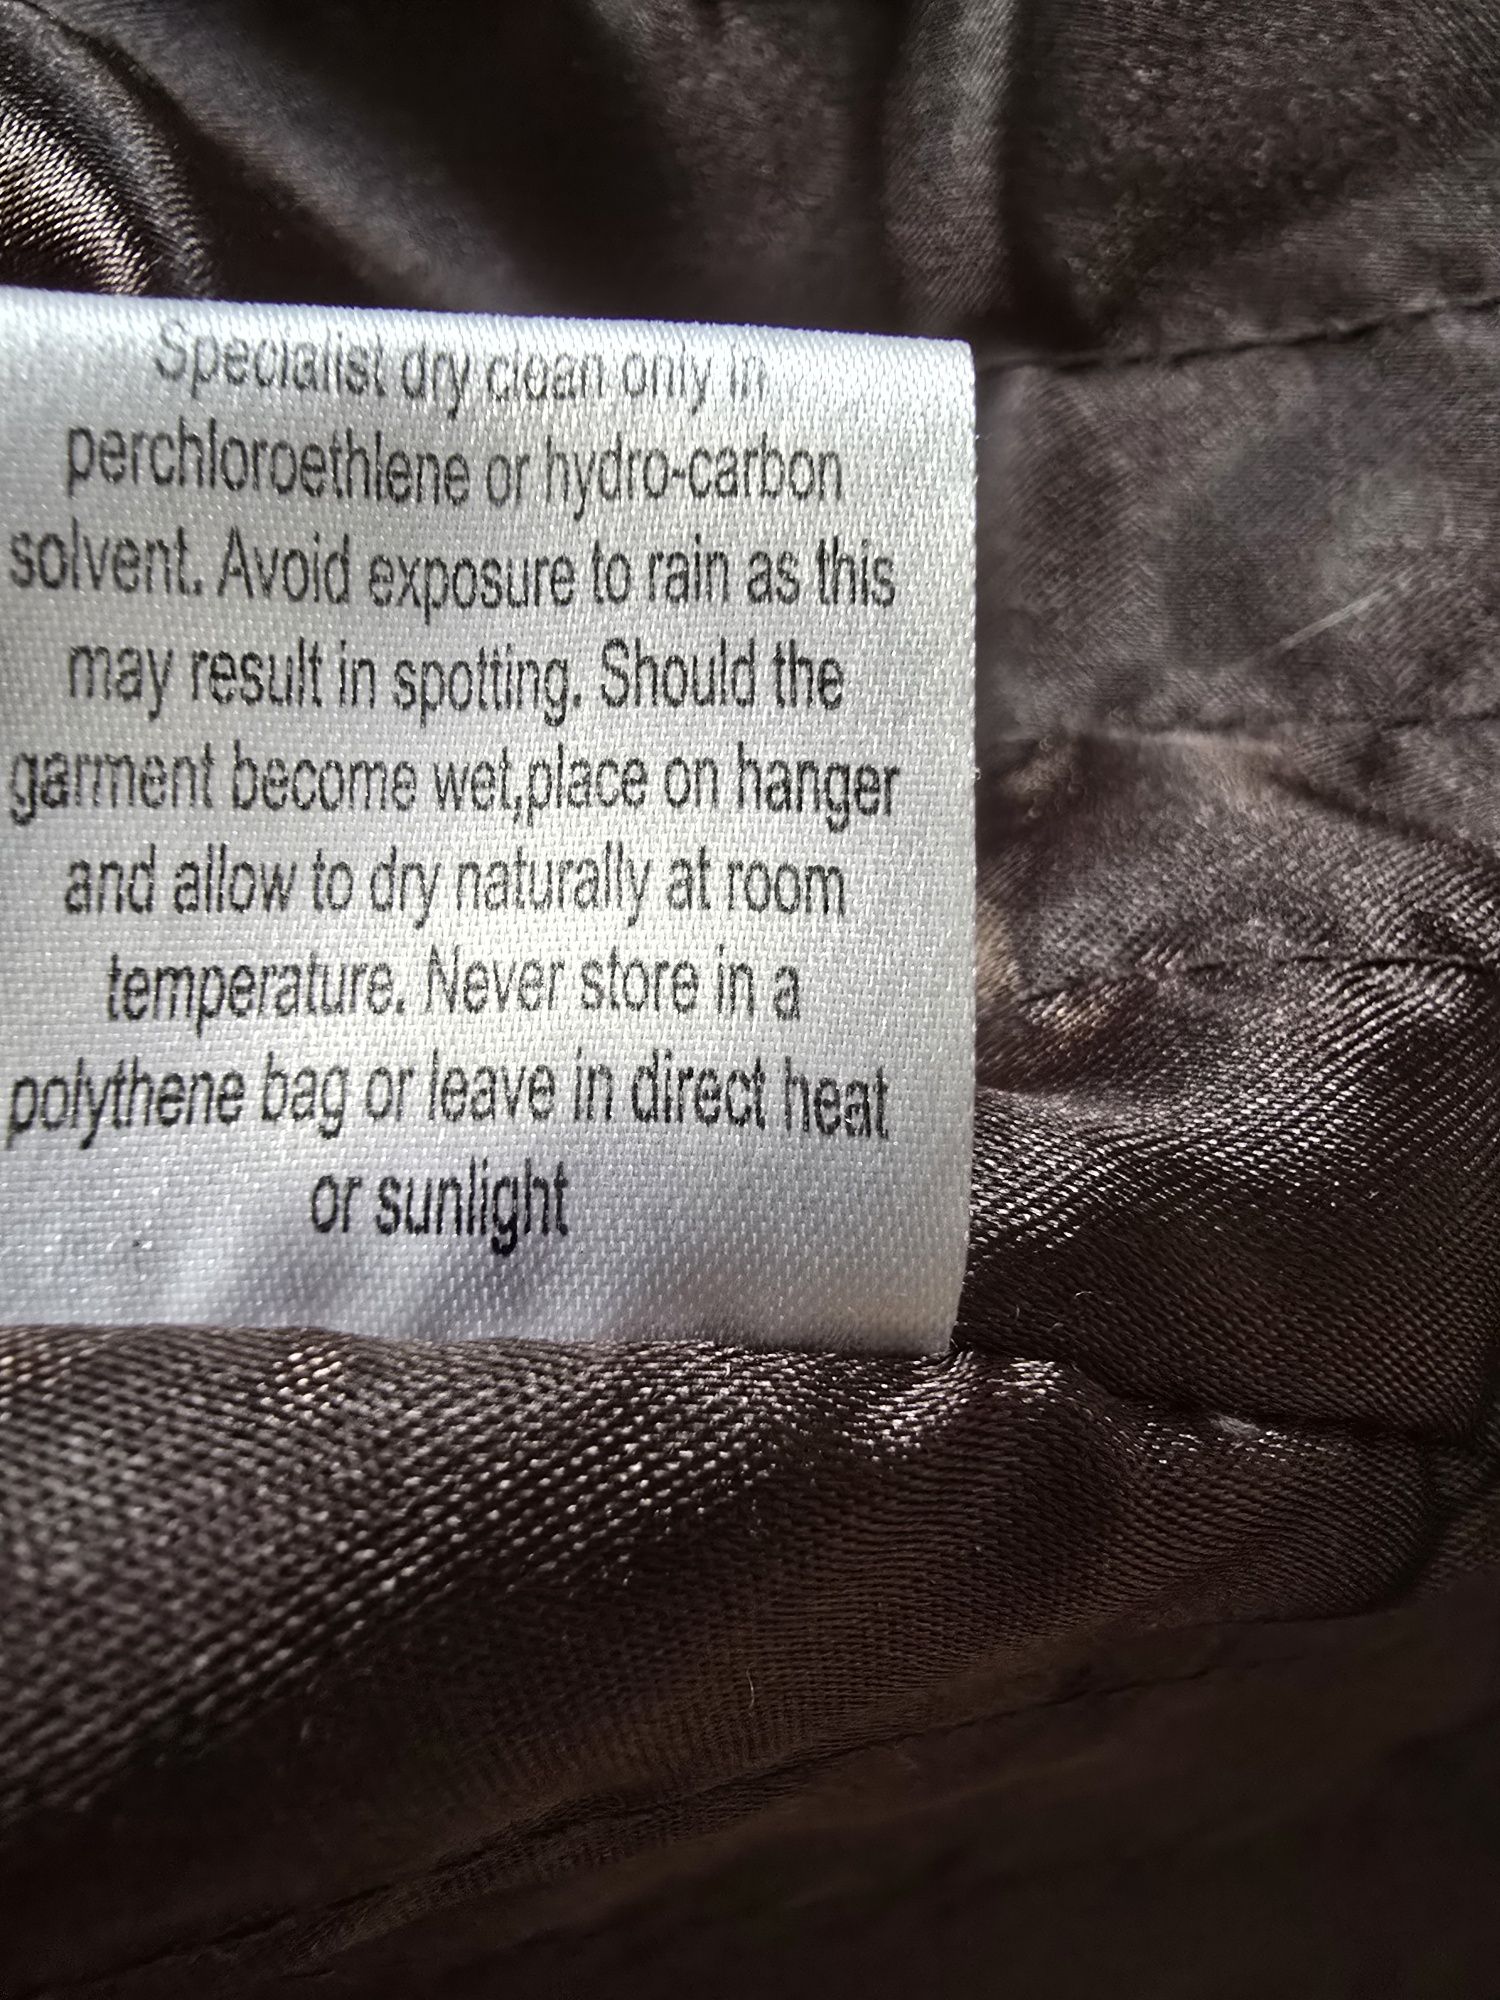 Specialist dry clean only in
perchloroethlene or hydro-carbon
solvent. Avoid exposure to rain as this
may result in spotting. Should the
garment become wet,place on hanger
and allow to dry naturally at room
temperature. Never store in a
polythene bag or leave in direct heat
or sunlight